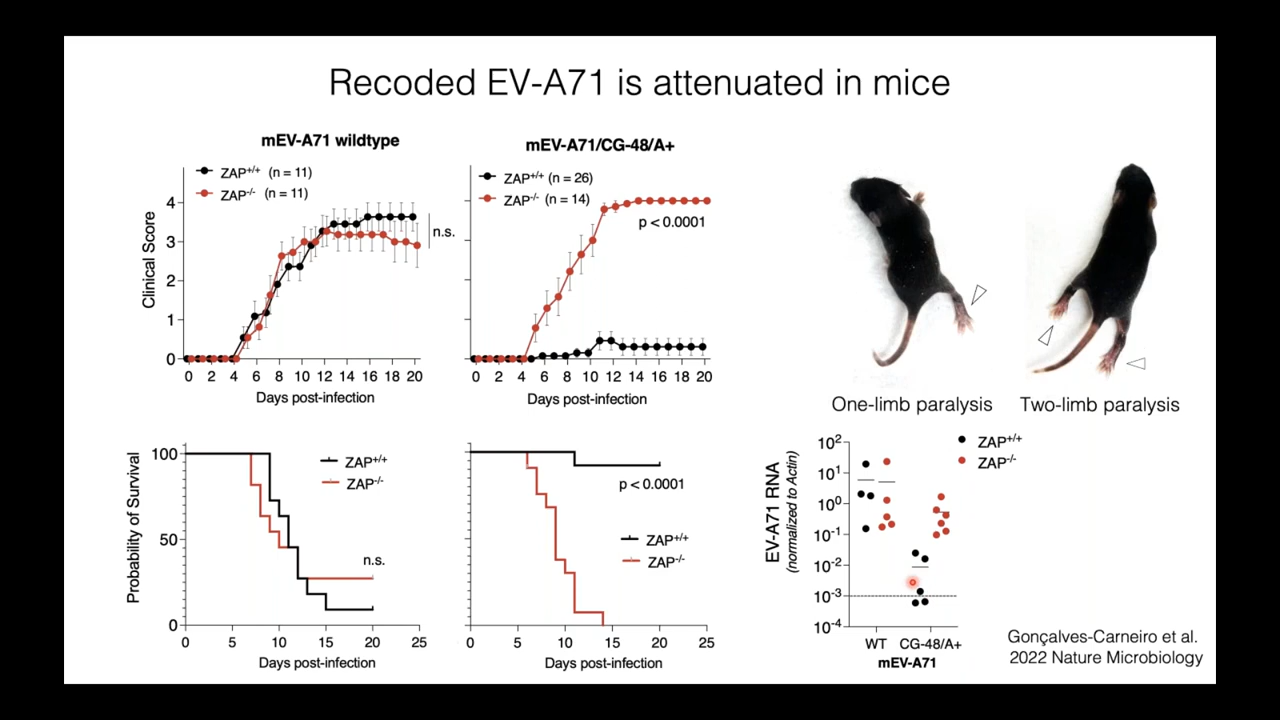 Recoded EV-A71 is attenuated in mice
mEV-A71 wildtype
ZAP+/+ (n = 11)
ZAP-/- (n = 11)
Clinical Score
4
3
2
1
0
n.s.
0 2 4 6 8 10 12 14 16 18 20
Days post-infection
mEV-A71/CG-48/A+
ZAP+/+ (n = 26)
ZAP-/- (n = 14)
p < 0.0001
0 2 4 6 8 10 12 14 16 18 20
Days post-infection
One-limb paralysis
Two-limb paralysis
Probability of Survival
100
50
0
ZAP+/+
ZAP-/-
n.s.
0 5 10 15 20 25
Days post-infection
p < 0.0001
ZAP+/+
ZAP-/-
0 5 10 15 20 25
Days post-infection
EV-A71 RNA
(normalized to Actin)
10²
10¹
10⁰
10⁻¹
10⁻²
10⁻³
10⁻⁴
ZAP+/+
ZAP-/-
WT CG-48/A+
mEV-A71
Gonçalves-Carneiro et al.
2022 Nature Microbiology